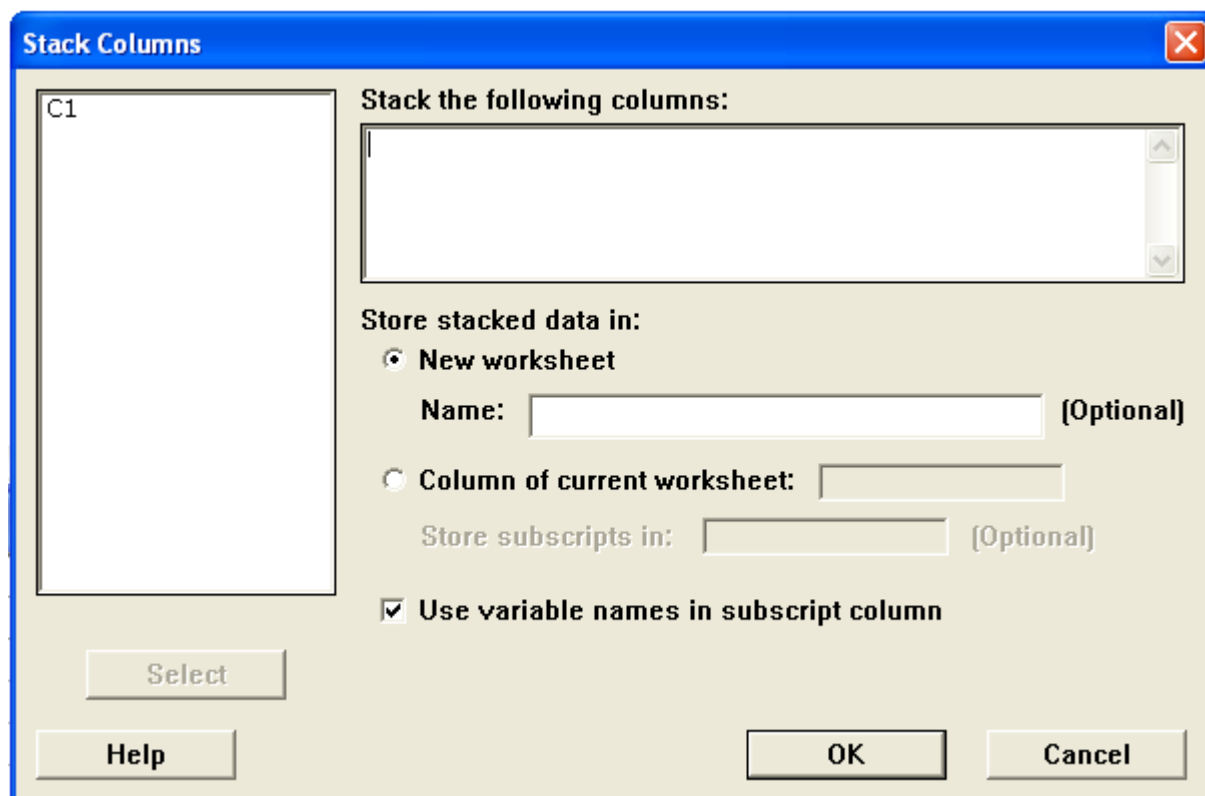 Stack Columns
C1
Stack the following columns:
Store stacked data in:
New worksheet
Name: (Optional)
Column of current worksheet:
Store subscripts in: (Optional)
Use variable names in subscript column
Select
Help OK Cancel